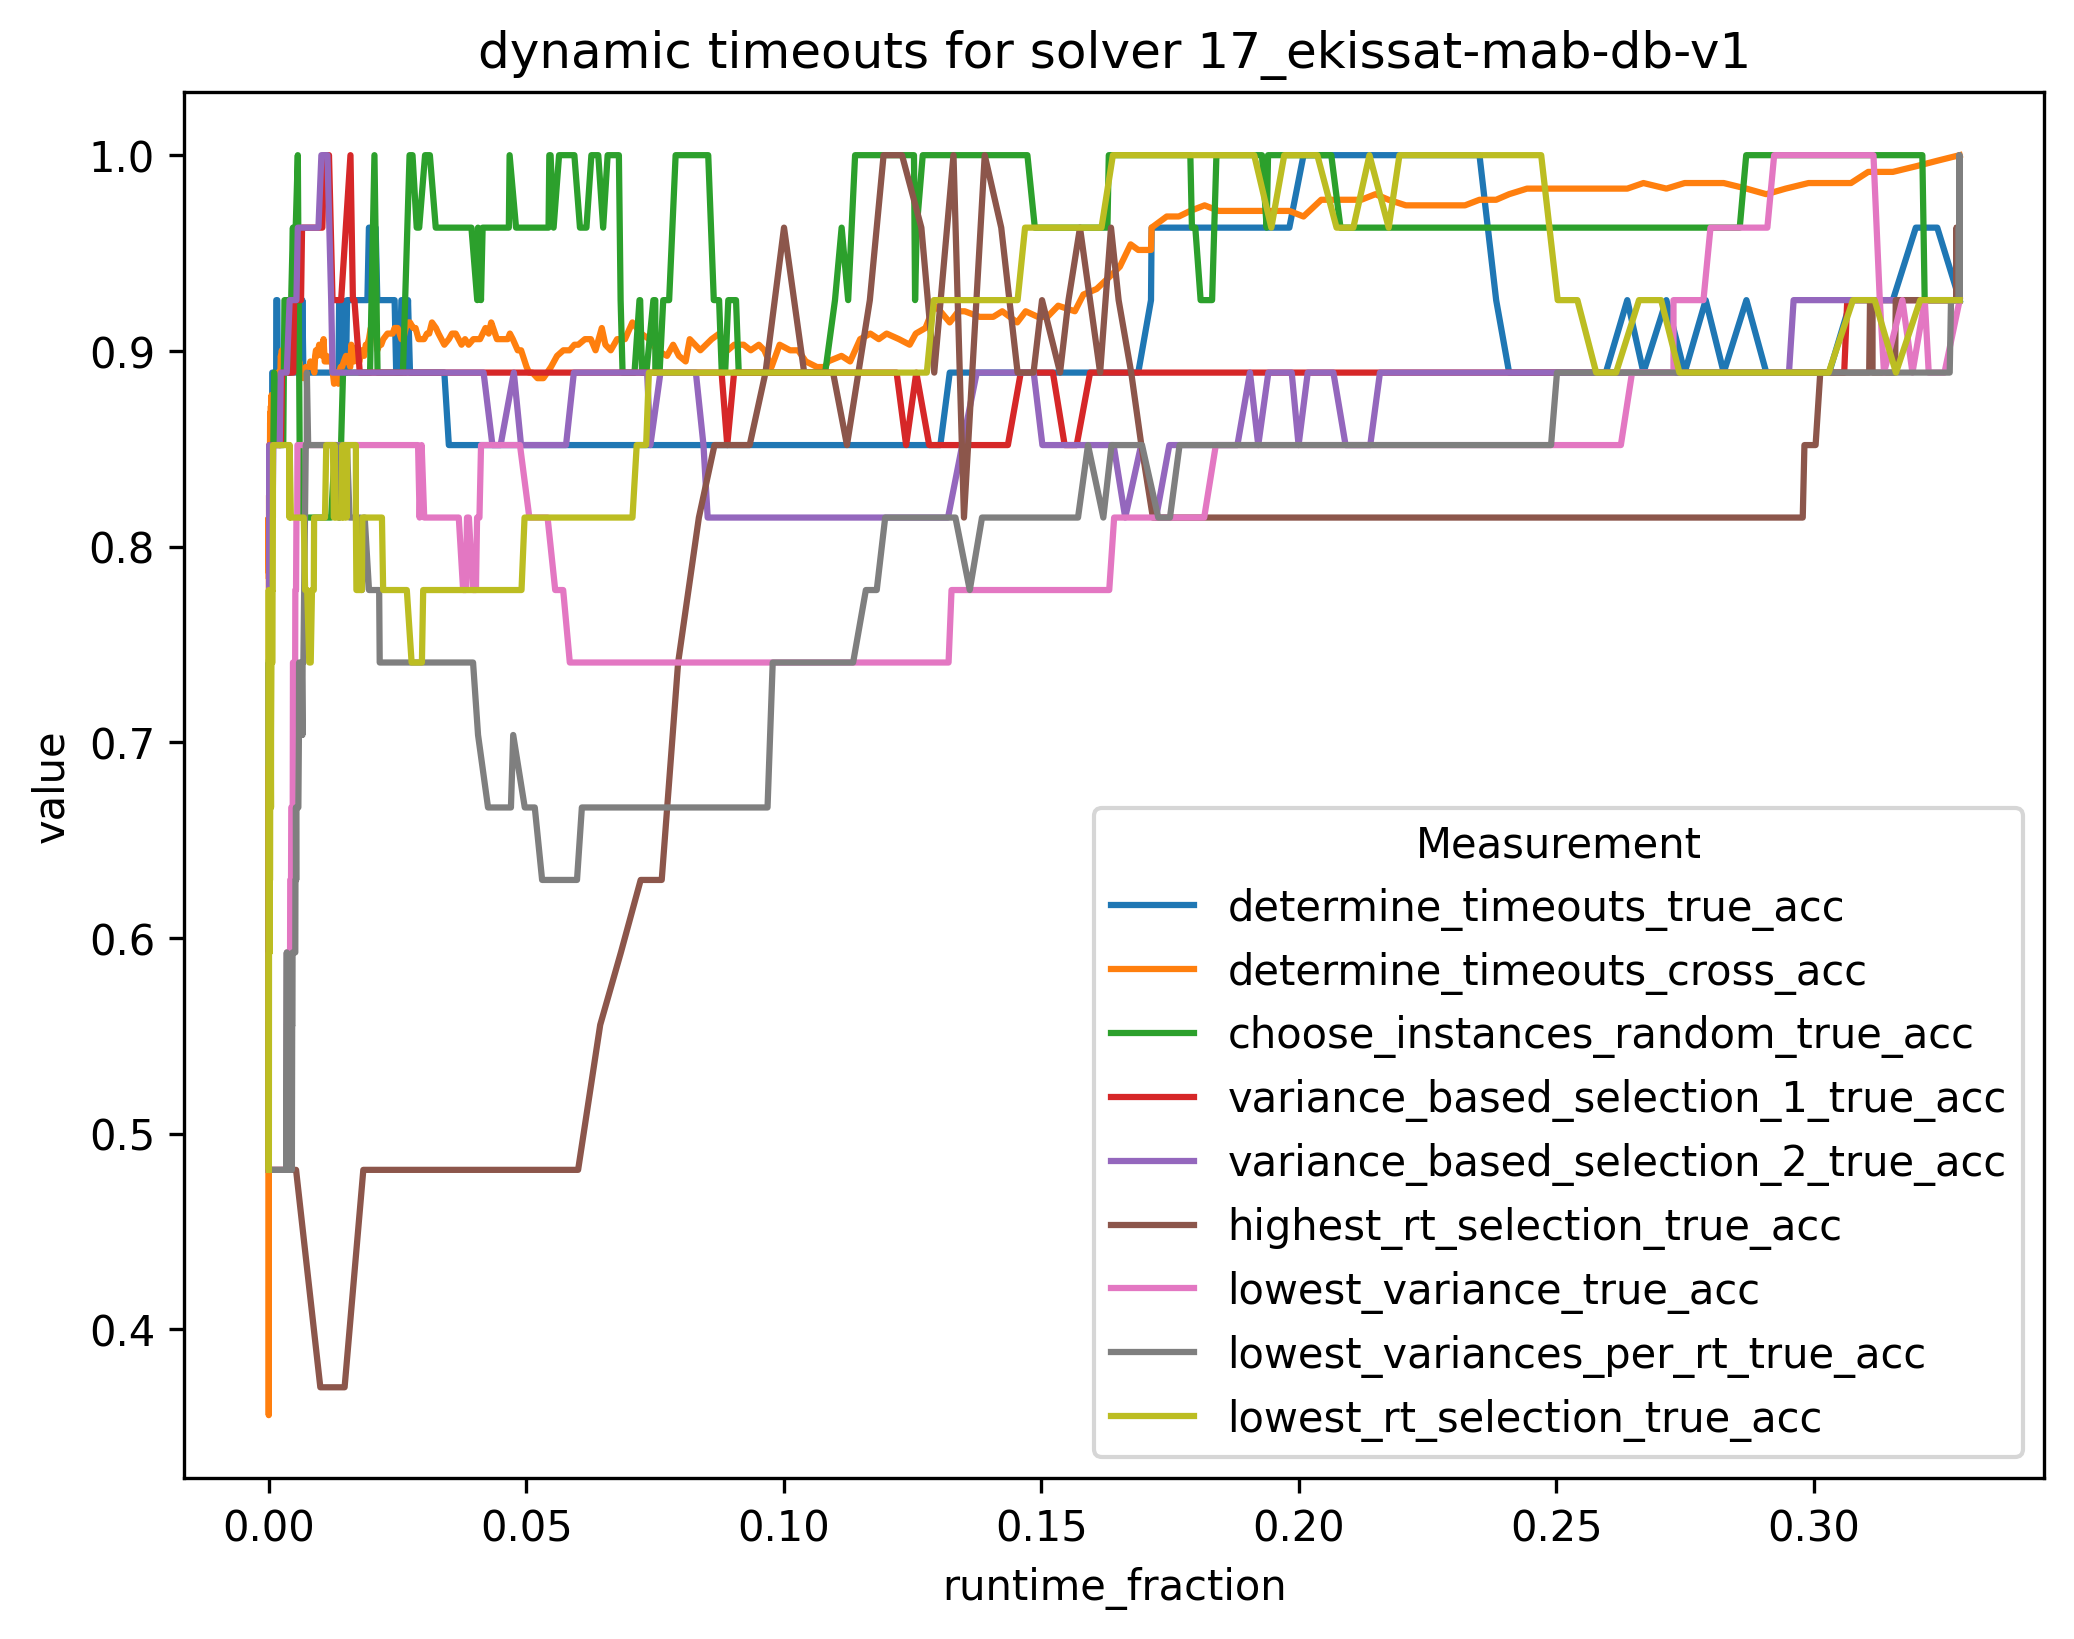 dynamic timeouts for solver 17_ekissat-mab-db-v1
1.0
0.9
0.8
0.7
0.6
0.5
0.4
value
Measurement
determine_timeouts_true_acc
determine_timeouts_cross_acc
choose_instances_random_true_acc
variance_based_selection_1_true_acc
variance_based_selection_2_true_acc
highest_rt_selection_true_acc
lowest_variance_true_acc
lowest_variances_per_rt_true_acc
lowest_rt_selection_true_acc
0.00 0.05 0.10 0.15 0.20 0.25 0.30
runtime_fraction